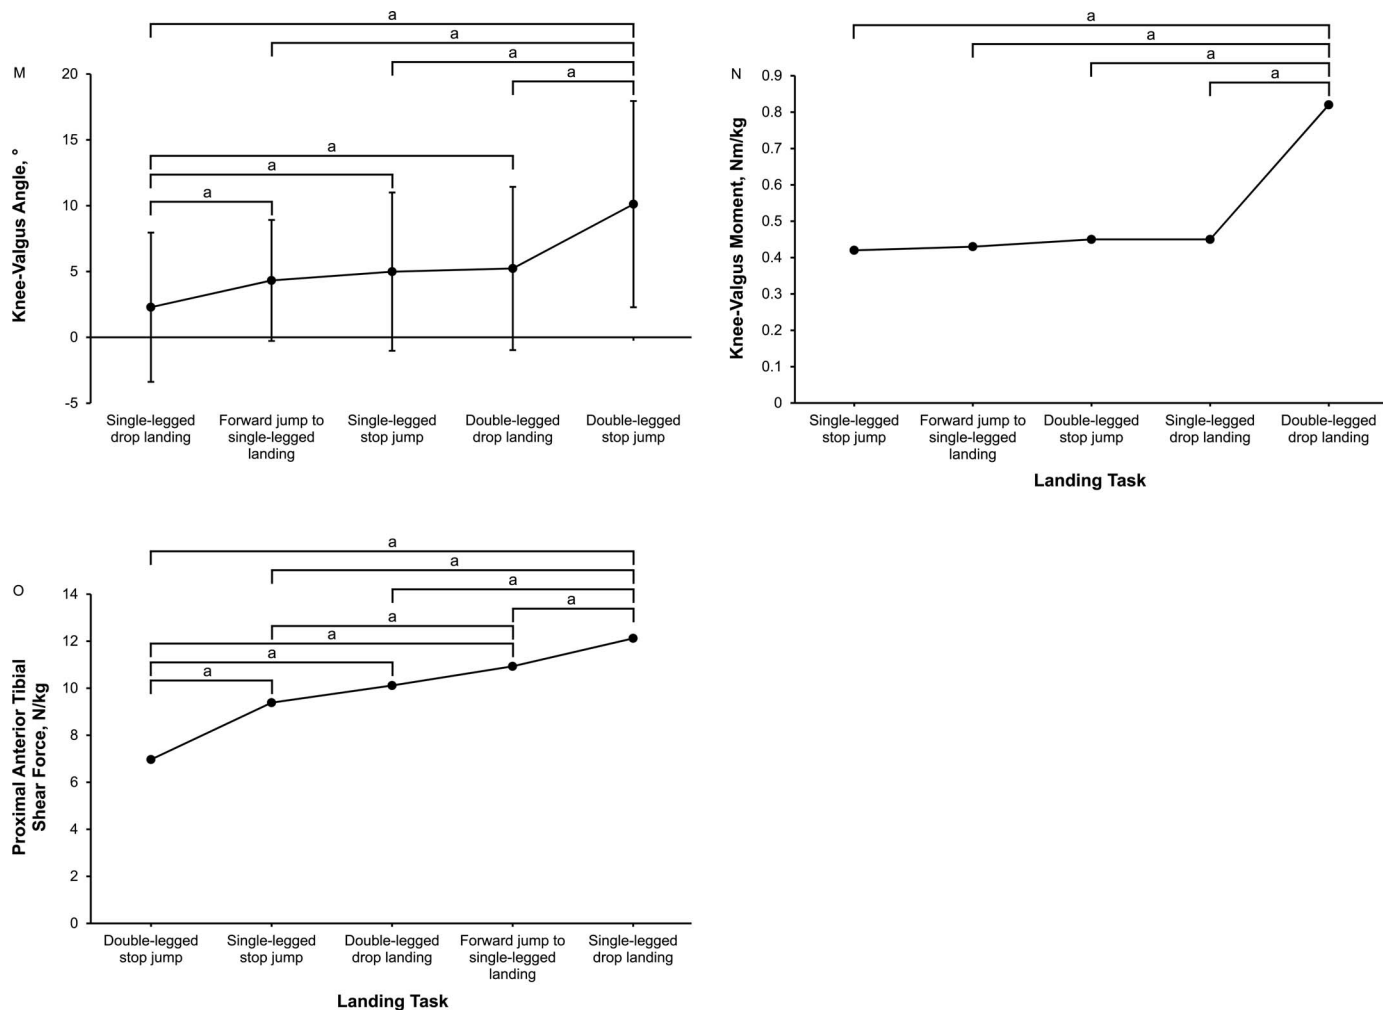 M
Knee-Valgus Angle, °
a
a
a
a
a
a
a
20
15
10
5
0
-5
Single-legged
drop landing
Forward jump to
single-legged
landing
Single-legged
stop jump
Double-legged
drop landing
Double-legged
stop jump
N
Knee-Valgus Moment, Nm/kg
a
a
a
a
0.9
0.8
0.7
0.6
0.5
0.4
0.3
0.2
0.1
0
Single-legged
stop jump
Forward jump to
single-legged
landing
Double-legged
stop jump
Single-legged
drop landing
Double-legged
drop landing
Landing Task
O
Proximal Anterior Tibial
Shear Force, N/kg
a
a
a
a
a
a
a
a
14
12
10
8
6
4
2
0
Double-legged
stop jump
Single-legged
stop jump
Double-legged
drop landing
Forward jump to
single-legged
landing
Single-legged
drop landing
Landing Task